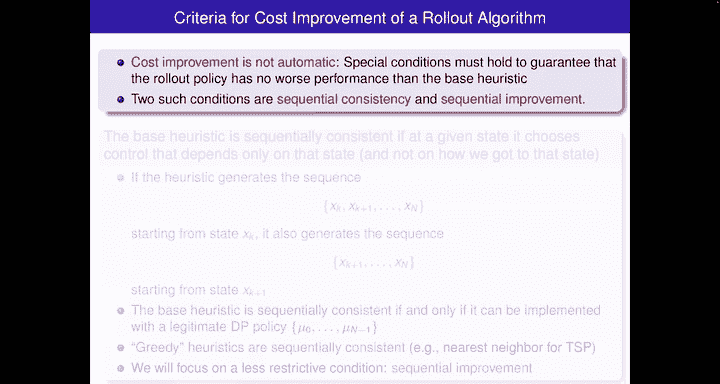 Criteria for Cost Improvement of a Rollout Algorithm
Cost improvement is not automatic: Special conditions must hold to guarantee that
the rollout policy has no worse performance than the base heuristic
Two such conditions are sequential consistency and sequential improvement.
The base heuristic is sequentially consistent if at a given state it chooses
control that depends only on that state (and not on how we got to that state)
If the heuristic generates the sequence
{x_k, x_{k+1}, . . . , x_N}
starting from state x_k, it also generates the sequence
{x_{k+1}, . . . , x_N}
starting from state x_{k+1}
The base heuristic is sequentially consistent if and only if it can be implemented
with a legitimate DP policy {μ_0, . . . , μ_{N−1}}
“Greedy” heuristics are sequentially consistent (e.g., nearest neighbor for TSP)
We will focus on a less restrictive condition: sequential improvement